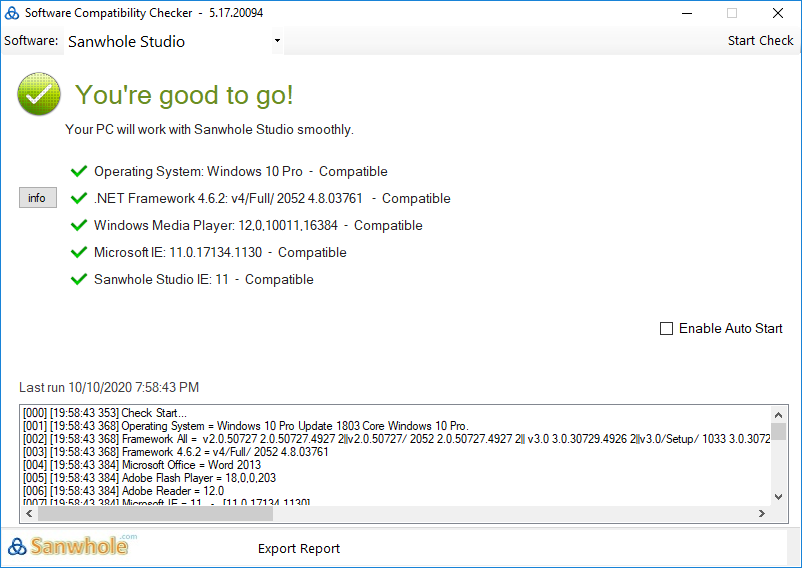 Software Compatibility Checker - 5.17.20094
Software: Sanwhole Studio Start Check
You're good to go!
Your PC will work with Sanwhole Studio smoothly.
Operating System: Windows 10 Pro - Compatible
info .NET Framework 4.6.2: v4/Full/ 2052 4.8.03761 - Compatible
Windows Media Player: 12,0,10011,16384 - Compatible
Microsoft IE: 11.0.17134.1130 - Compatible
Sanwhole Studio IE: 11 - Compatible
Enable Auto Start
Last run 10/10/2020 7:58:43 PM
[000] [19:58:43 353] Check Start...
[001] [19:58:43 368] Operating System = Windows 10 Pro Update 1803 Core Windows 10 Pro.
[002] [19:58:43 368] Framework All = v2.0.50727 2.0.50727.4927 2 v2.0.50727/ 2052 2.0.50727.4927 2 v3.0 3.0.30729.4926 2 v3.0/Setup/ 1033 3.0.3072
[003] [19:58:43 368] Framework 4.6.2 = v4/Full/ 2052 4.8.03761
[004] [19:58:43 384] Microsoft Office = Word 2013
[005] [19:58:43 384] Adobe Flash Player = 18,0,0,203
[006] [19:58:43 384] Adobe Reader = 12.0
[007] [19:58:43 384] Microsoft IE = 11 - [11.0.17134.1130]
Sanwhole.com
Export Report